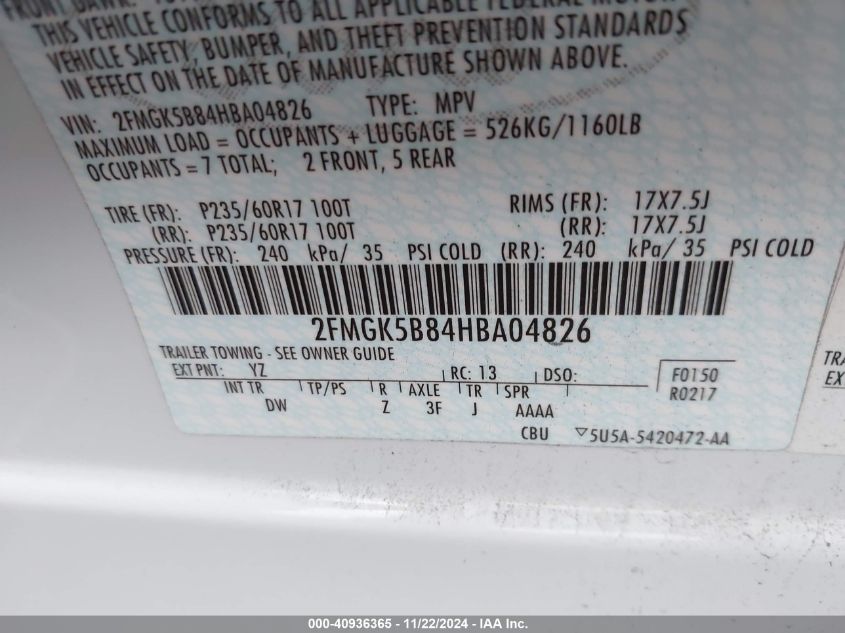 THIS VEHICLE CONFORMS TO ALL APPLICABLE FEDERAL MOTOR
VEHICLE SAFETY, BUMPER, AND THEFT PREVENTION STANDARDS
IN EFFECT ON THE DATE OF MANUFACTURE SHOWN ABOVE.
VIN: 2FMGK5B84HBA04826 TYPE: MPV
MAXIMUM LOAD = OCCUPANTS + LUGGAGE = 526KG/1160LB
OCCUPANTS = 7 TOTAL; 2 FRONT, 5 REAR
TIRE (FR): P235/60R17 100T RIMS (FR): 17X7.5J
(RR): P235/60R17 100T (RR): 17X7.5J
PRESSURE (FR): 240 kPa/ 35 PSI COLD (RR): 240 kPa/ 35 PSI COLD
2FMGK5B84HBA04826
TRAILER TOWING - SEE OWNER GUIDE
EXT PNT: YZ RC: 13 DSO: F0150
R0217
INT TR TP/PS R AXLE TR SPR
DW Z 3F J AAAA
CBU 5U5A-5420472-AA
TRA
EX
000-40936365 - 11/22/2024 - IAA Inc.